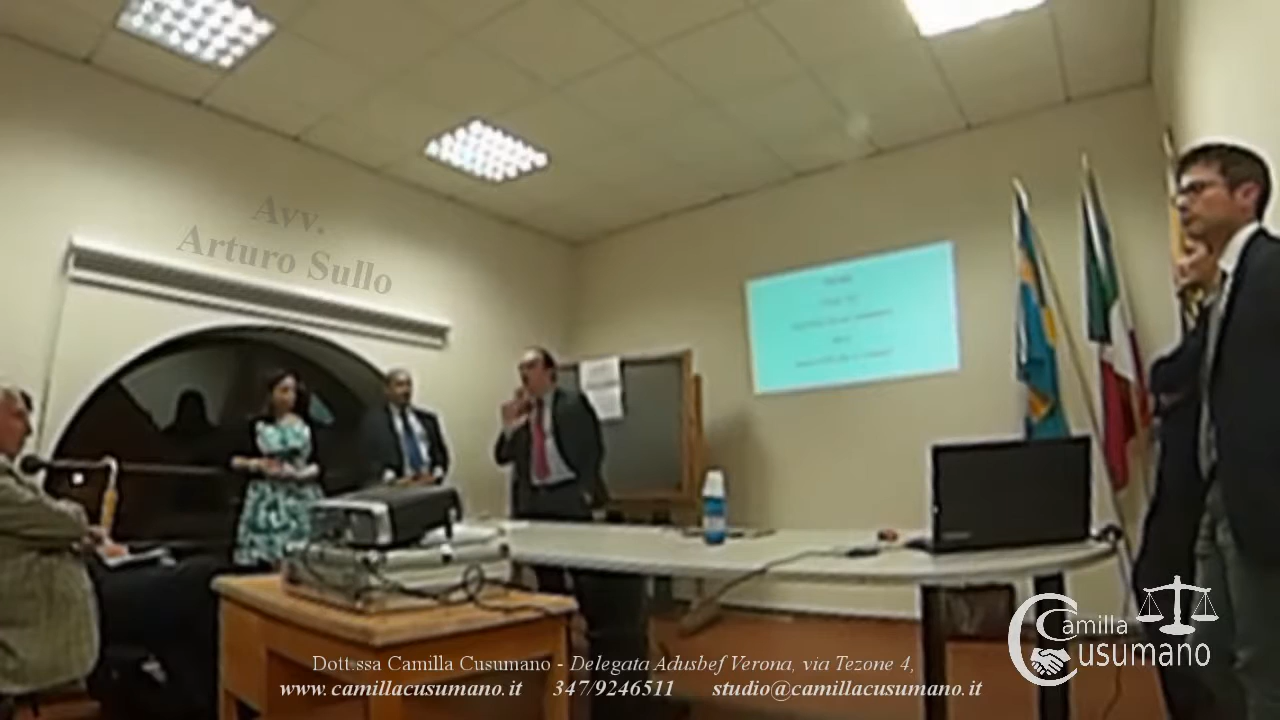 Avv.
Arturo Sullo
Camilla
Cusumano
Dott.ssa Camilla Cusumano - Delegata Adusbef Verona, via Tezone 4,
www.camillacusumano.it 347/9246511 studio@camillacusumano.it